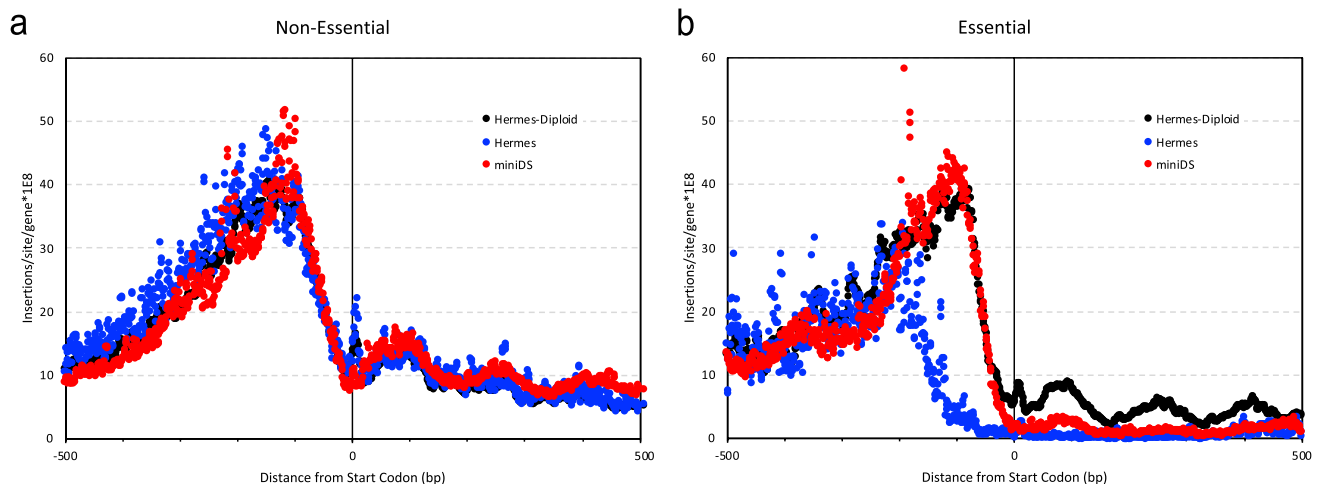 a
Non-Essential
60
50
40
30
20
10
0
-500
0
500
Insertions/site/gene*1E8
Distance from Start Codon (bp)
Hermes-Diploid
Hermes
miniDS
b
Essential
60
50
40
30
20
10
0
-500
0
500
Insertions/site/gene*1E8
Distance from Start Codon (bp)
Hermes-Diploid
Hermes
miniDS